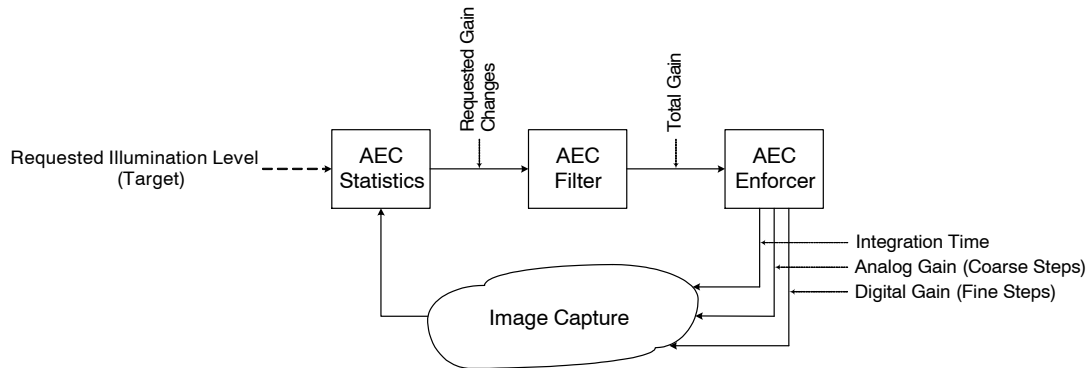 Requested Gain
Changes
Total Gain
Requested Illumination Level
(Target)
AEC
Statistics
AEC
Filter
AEC
Enforcer
Integration Time
Analog Gain (Coarse Steps)
Digital Gain (Fine Steps)
Image Capture